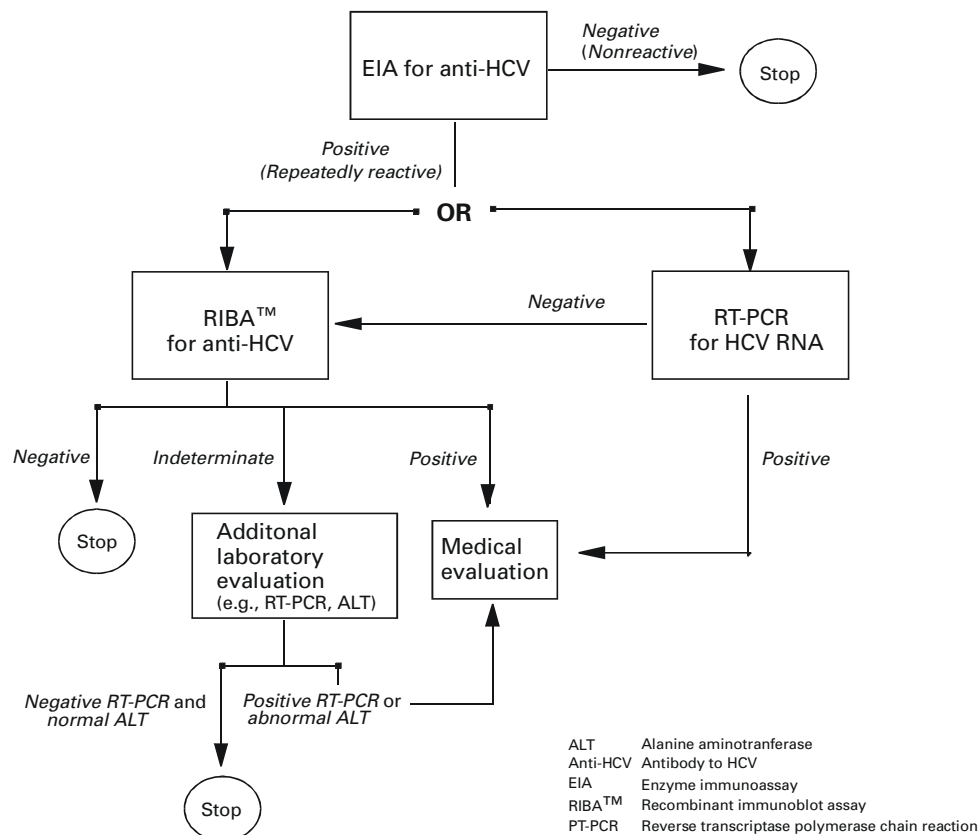 EIA for anti-HCV
Negative
(Nonreactive)
Stop
Positive
(Repeatedly reactive)
OR
RIBA™
for anti-HCV
Negative
RT-PCR
for HCV RNA
Negative
Indeterminate
Positive
Positive
Stop
Additonal
laboratory
evaluation
(e.g., RT-PCR, ALT)
Medical
evaluation
Negative RT-PCR and
normal ALT
Positive RT-PCR or
abnormal ALT
Stop
ALT Alanine aminotranferase
Anti-HCV Antibody to HCV
EIA Enzyme immunoassay
RIBA™ Recombinant immunoblot assay
PT-PCR Reverse transcriptase polymerase chain reaction